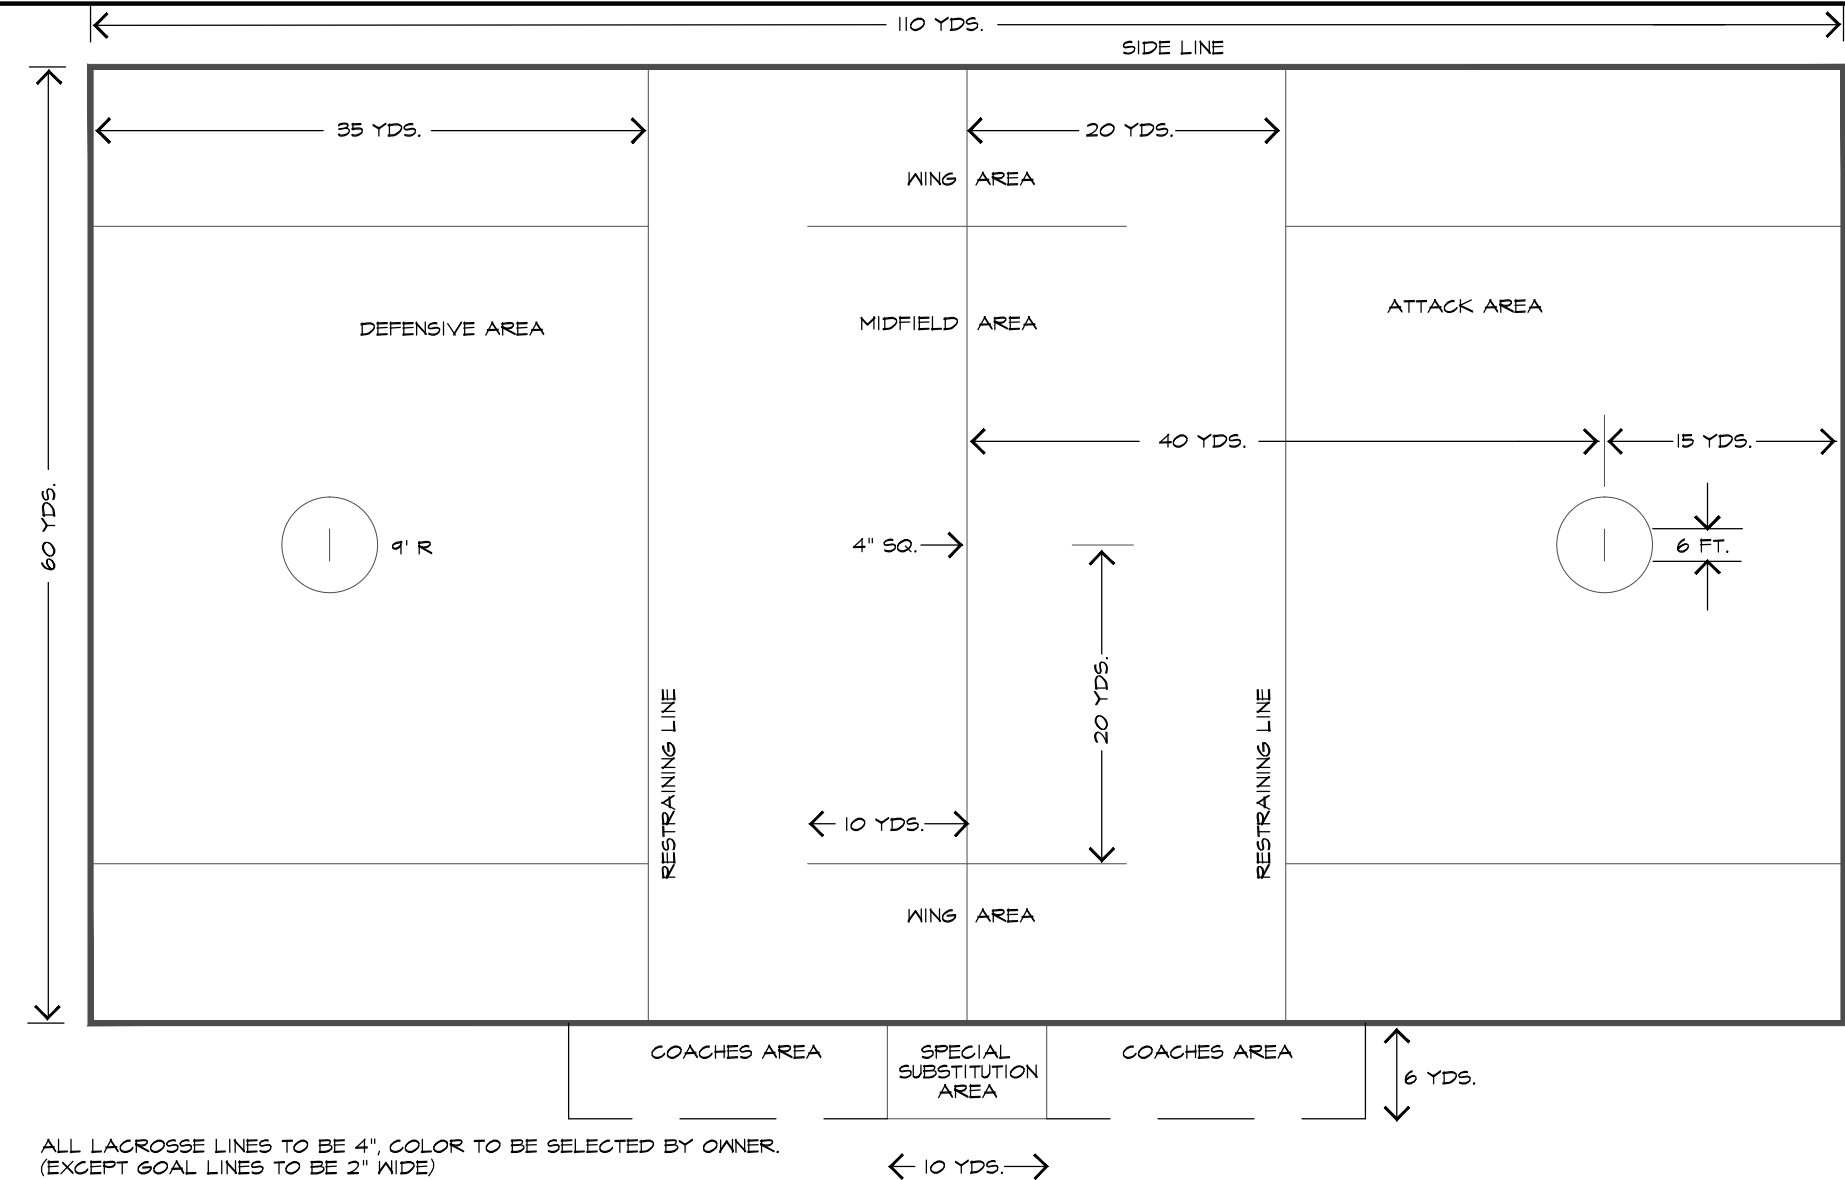 110 YDS.
SIDE LINE
35 YDS.
20 YDS.
WING AREA
DEFENSIVE AREA
MIDFIELD AREA
ATTACK AREA
40 YDS.
15 YDS.
60 YDS.
9' R
4" SQ.
6 FT.
20 YDS.
RESTRAINING LINE
RESTRAINING LINE
10 YDS.
WING AREA
COACHES AREA
SPECIAL
SUBSTITUTION
AREA
COACHES AREA
6 YDS.
ALL LACROSSE LINES TO BE 4", COLOR TO BE SELECTED BY OWNER.
(EXCEPT GOAL LINES TO BE 2" WIDE)
10 YDS.